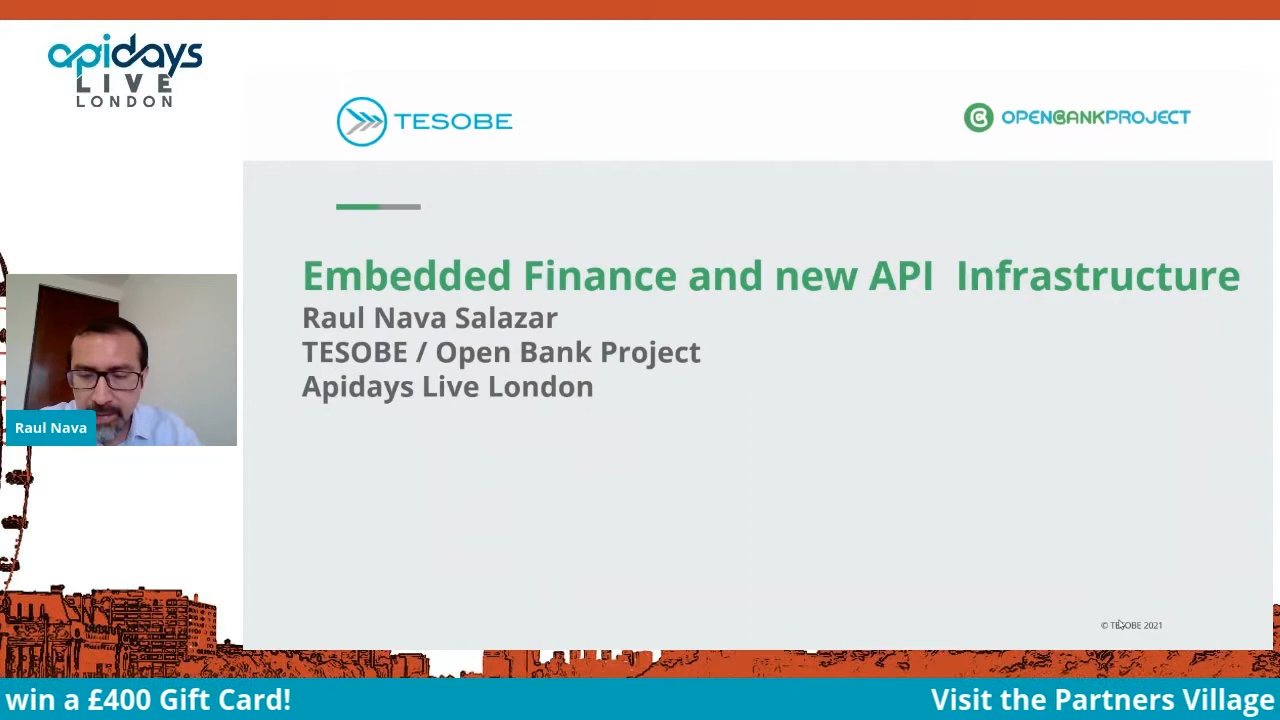 apidays
LIVE
LONDON
TESOBE
OPENBANKPROJECT
Embedded Finance and new API  Infrastructure
Raul Nava Salazar
TESOBE / Open Bank Project
Apidays Live London
Raul Nava
© TESOBE 2021
win a £400 Gift Card!
Visit the Partners Village